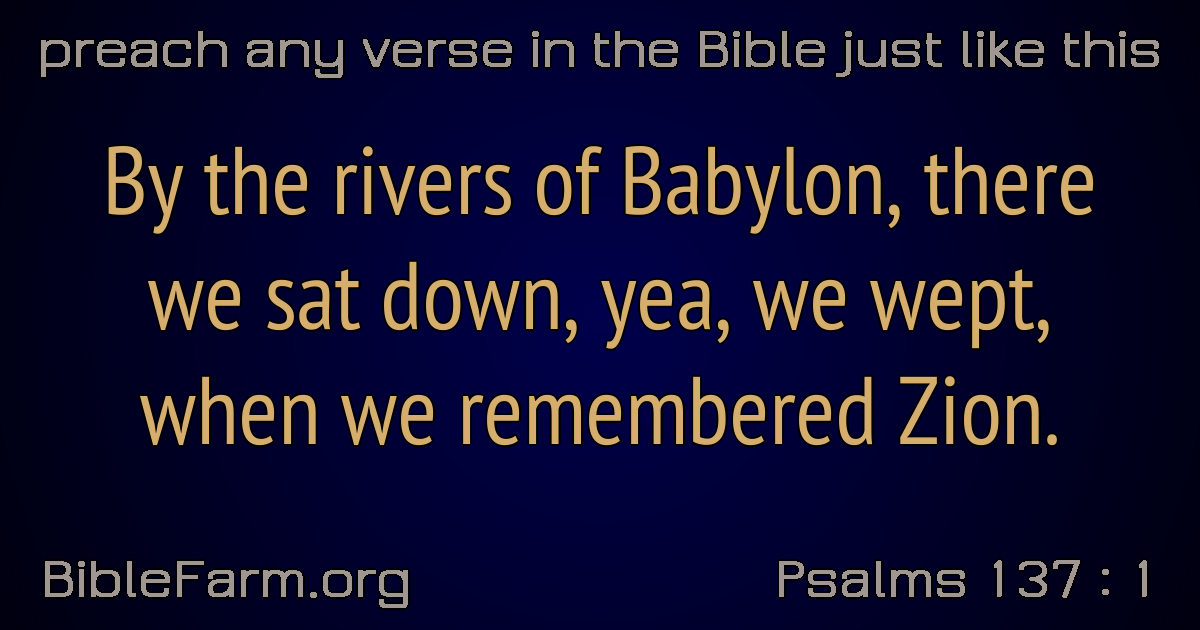 preach any verse in the Bible just like this
By the rivers of Babylon, there
we sat down, yea, we wept,
when we remembered Zion.
BibleFarm.org
Psalms 137 : 1